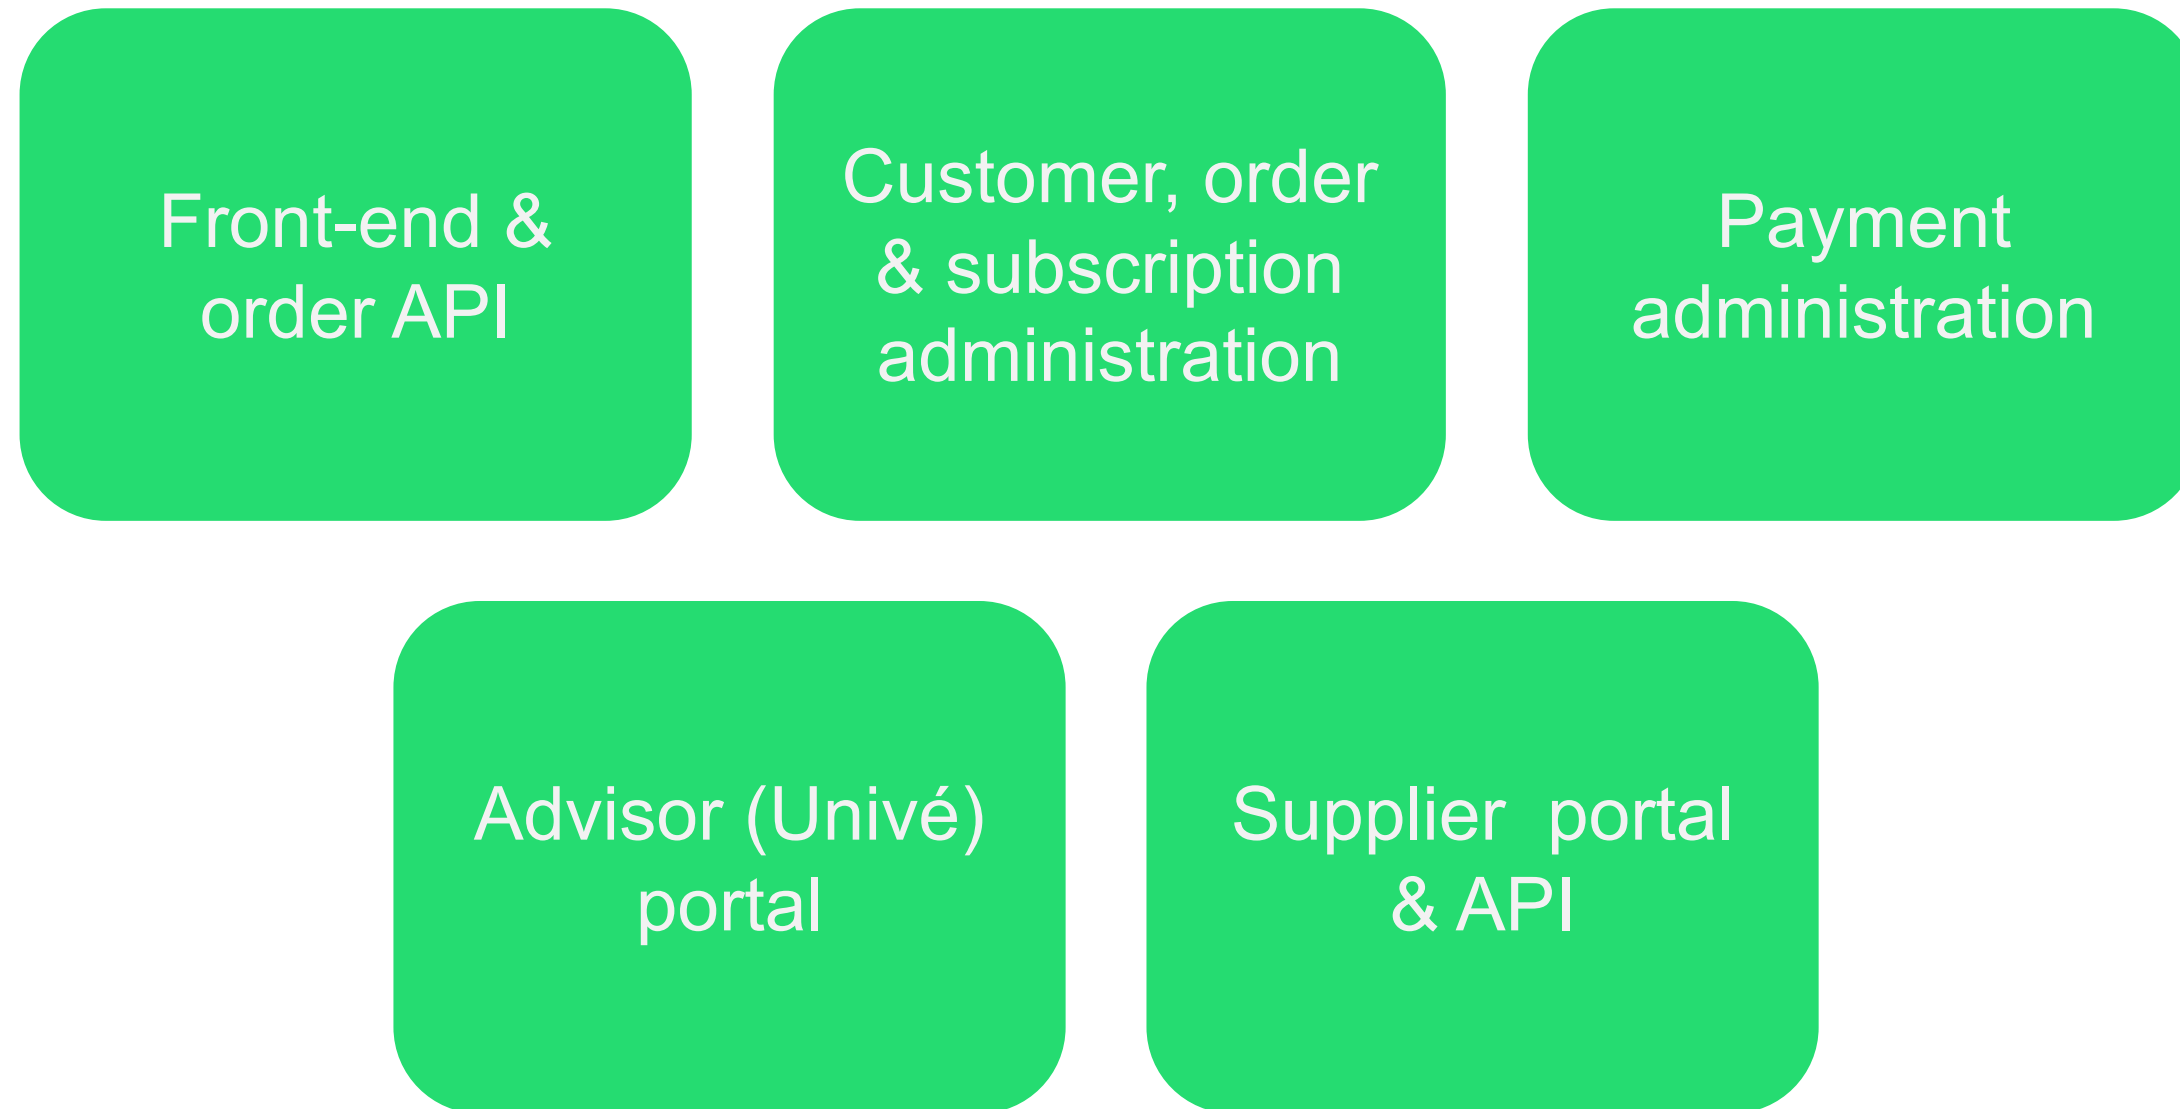 Front-end &
order API
Customer, order
& subscription
administration
Payment
administration
Advisor (Univé)
portal
Supplier  portal
& API